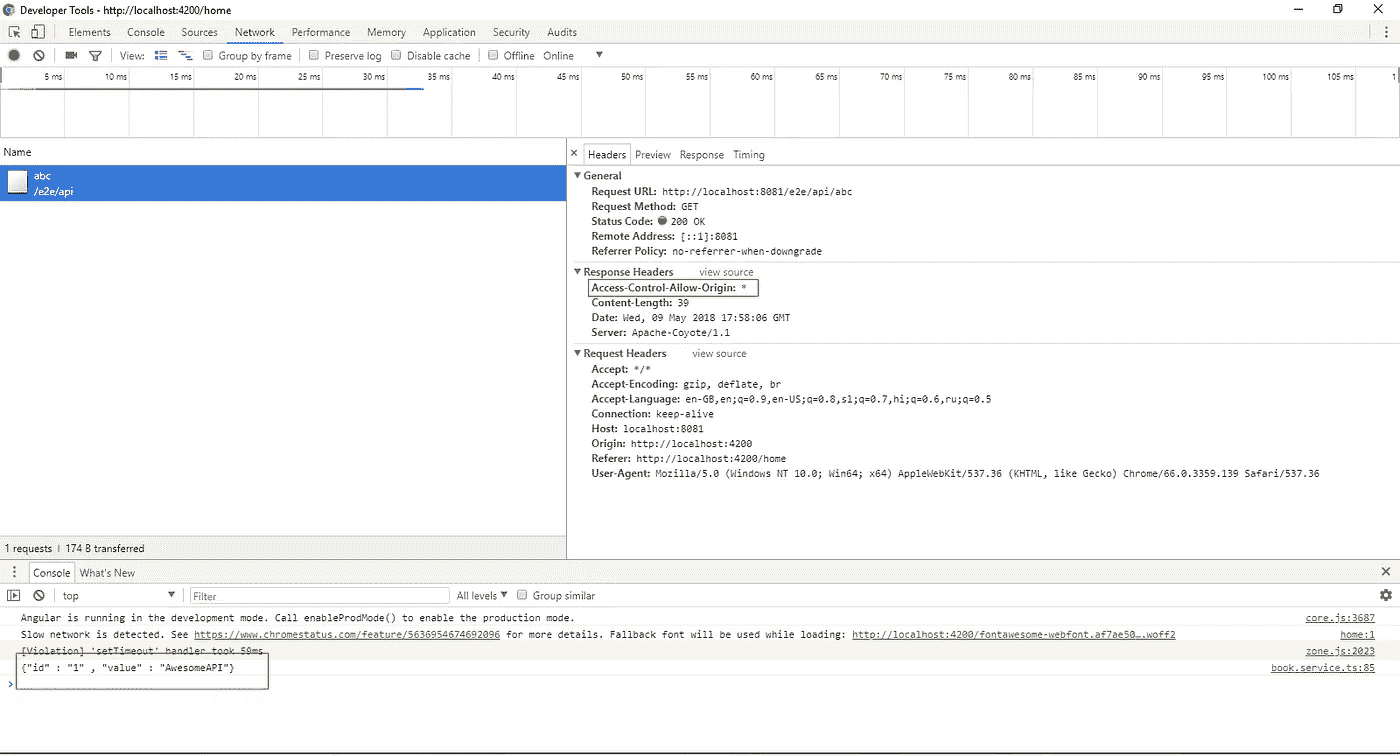 Developer Tools - http://localhost:4200/home
Elements Console Sources Network Performance Memory Application Security Audits
View: Group by frame Preserve log Disable cache Offline Online
5 ms 10 ms 15 ms 20 ms 25 ms 30 ms 35 ms 40 ms 45 ms 50 ms 55 ms 60 ms 65 ms 70 ms 75 ms 80 ms 85 ms 90 ms 95 ms 100 ms 105 ms 1
Name
abc
/e2e/api
1 requests | 174 B transferred
× Headers Preview Response Timing
General
Request URL: http://localhost:8081/e2e/api/abc
Request Method: GET
Status Code: 200 OK
Remote Address: [::1]:8081
Referrer Policy: no-referrer-when-downgrade
Response Headers view source
Access-Control-Allow-Origin: *
Content-Length: 39
Date: Wed, 09 May 2018 17:58:06 GMT
Server: Apache-Coyote/1.1
Request Headers view source
Accept: */*
Accept-Encoding: gzip, deflate, br
Accept-Language: en-GB,en;q=0.9,en-US;q=0.8,sl;q=0.7,hi;q=0.6,ru;q=0.5
Connection: keep-alive
Host: localhost:8081
Origin: http://localhost:4200
Referer: http://localhost:4200/home
User-Agent: Mozilla/5.0 (Windows NT 10.0; Win64; x64) AppleWebKit/537.36 (KHTML, like Gecko) Chrome/66.0.3359.139 Safari/537.36
Console What's New
top Filter All levels Group similar
Angular is running in the development mode. Call enableProdMode() to enable the production mode. core.js:3687
Slow network is detected. See https://www.chromestatus.com/feature/5636954674692096 for more details. Fallback font will be used while loading: http://localhost:4200/fontawesome-webfont.af7ae50….woff2 home:1
[Violation] 'setTimeout' handler took 59ms zone.js:2023
{"id" : "1" , "value" : "AwesomeAPI"} book.service.ts:85